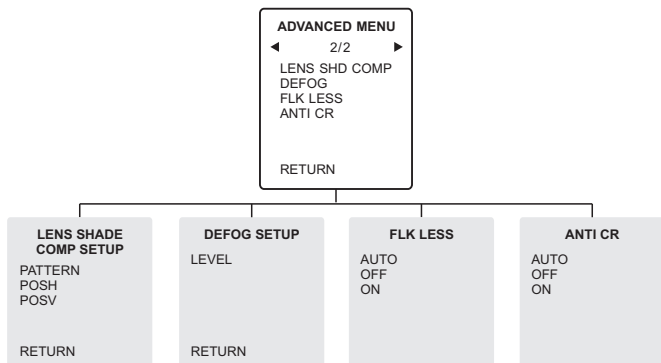 ADVANCED MENU
◀ 2/2 ▶
LENS SHD COMP
DEFOG
FLK LESS
ANTI CR
RETURN
LENS SHADE
COMP SETUP
PATTERN
POSH
POSV
RETURN
DEFOG SETUP
LEVEL
RETURN
FLK LESS
AUTO
OFF
ON
ANTI CR
AUTO
OFF
ON